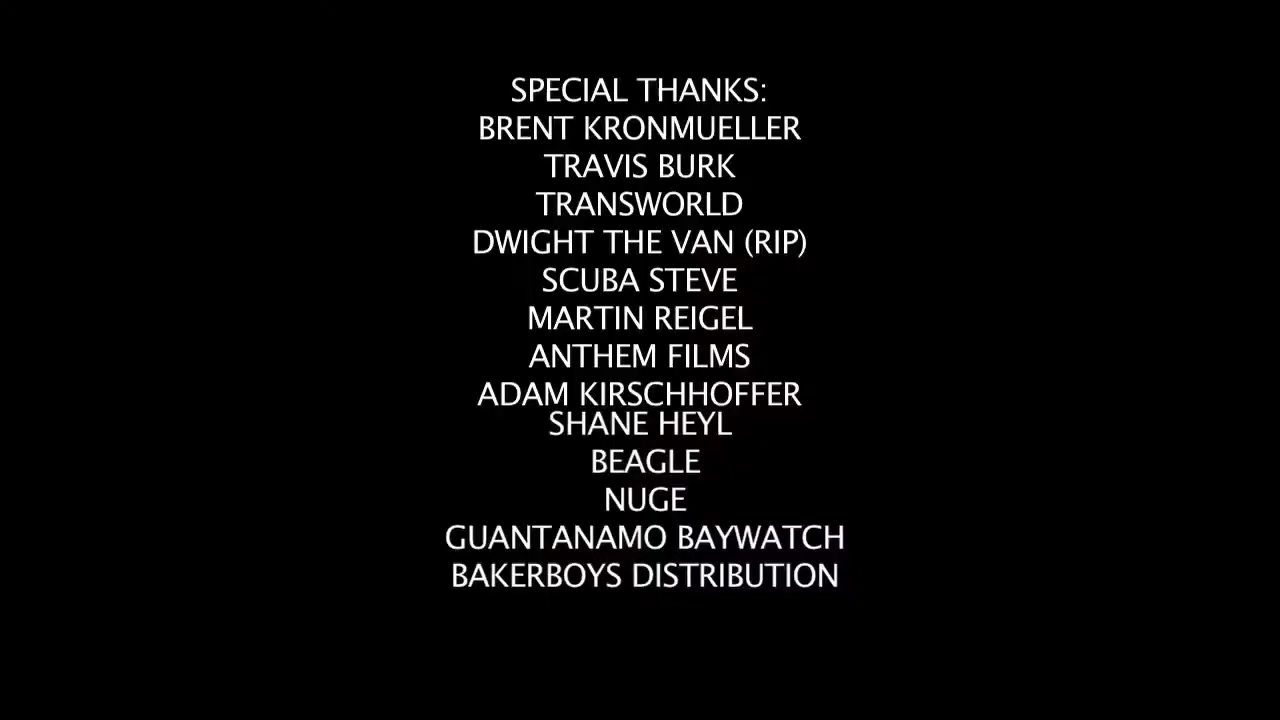 SPECIAL THANKS:
BRENT KRONMUELLER
TRAVIS BURK
TRANSWORLD
DWIGHT THE VAN (RIP)
SCUBA STEVE
MARTIN REIGEL
ANTHEM FILMS
ADAM KIRSCHHOFFER
SHANE HEYL
BEAGLE
NUGE
GUANTANAMO BAYWATCH
BAKERBOYS DISTRIBUTION